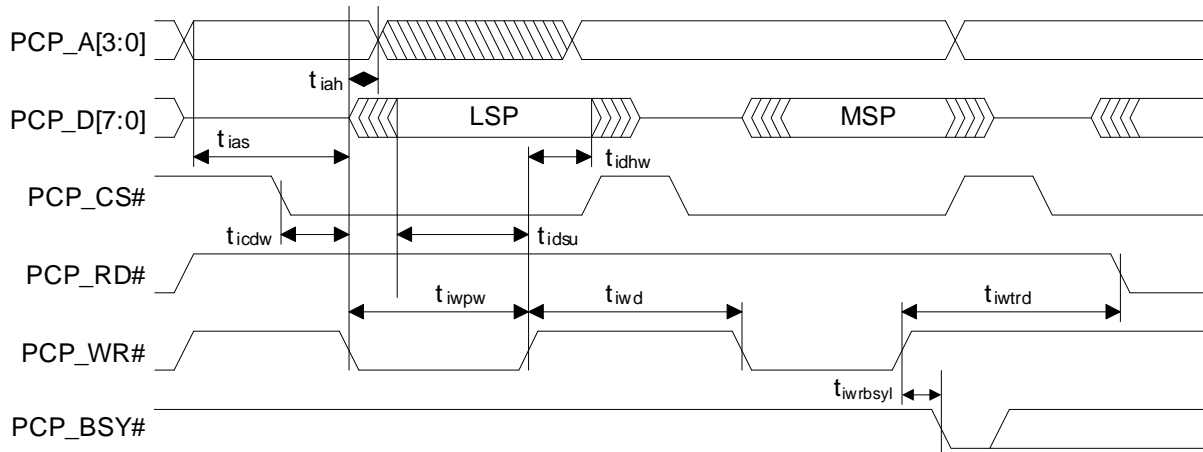 PCP_A[3:0]
t iah
PCP_D[7:0]
LSP
MSP
t ias
t idhw
PCP_CS#
t icdw
t idsu
PCP_RD#
t iwpw
t iwd
t iwtrd
PCP_WR#
t iwrbsyl
PCP_BSY#